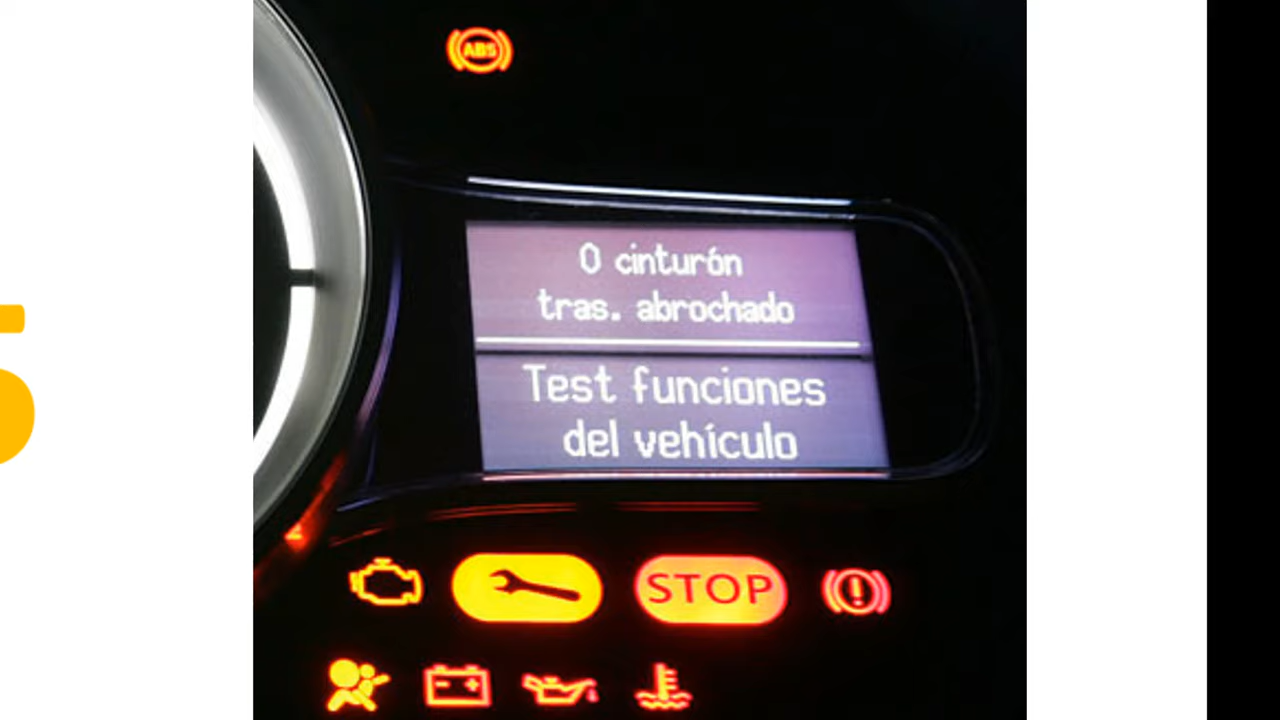 ABS
0 cinturón
tras. abrochado
Test funciones
del vehículo
STOP